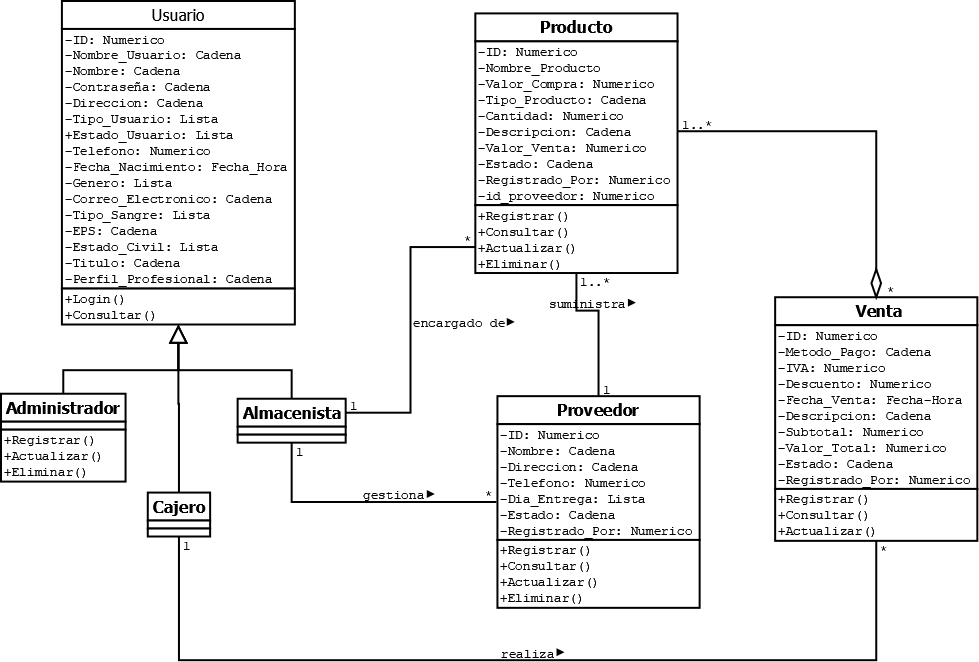 Usuario
-ID: Numerico
-Nombre_Usuario: Cadena
-Nombre: Cadena
-Contraseña: Cadena
-Direccion: Cadena
-Tipo_Usuario: Lista
+Estado_Usuario: Lista
-Telefono: Numerico
-Fecha_Nacimiento: Fecha_Hora
-Genero: Lista
-Correo_Electronico: Cadena
-Tipo_Sangre: Lista
-EPS: Cadena
-Estado_Civil: Lista
-Titulo: Cadena
-Perfil_Profesional: Cadena
+Login()
+Consultar()
Producto
-ID: Numerico
-Nombre_Producto
-Valor_Compra: Numerico
-Tipo_Producto: Cadena
-Cantidad: Numerico
-Descripcion: Cadena
-Valor_Venta: Numerico
-Estado: Cadena
-Registrado_Por: Numerico
-id_proveedor: Numerico
+Registrar()
+Consultar()
+Actualizar()
+Eliminar()
1..*
*
*
1..*
suministra
encargado de
1
1
Administrador
+Registrar()
+Actualizar()
+Eliminar()
Almacenista
1
gestiona
*
Cajero
1
Proveedor
-ID: Numerico
-Nombre: Cadena
-Direccion: Cadena
-Telefono: Numerico
-Dia_Entrega: Lista
-Estado: Cadena
-Registrado_Por: Numerico
+Registrar()
+Consultar()
+Actualizar()
+Eliminar()
Venta
-ID: Numerico
-Metodo_Pago: Cadena
-IVA: Numerico
-Descuento: Numerico
-Fecha_Venta: Fecha-Hora
-Descripcion: Cadena
-Subtotal: Numerico
-Valor_Total: Numerico
-Estado: Cadena
-Registrado_Por: Numerico
+Registrar()
+Consultar()
+Actualizar()
*
realiza